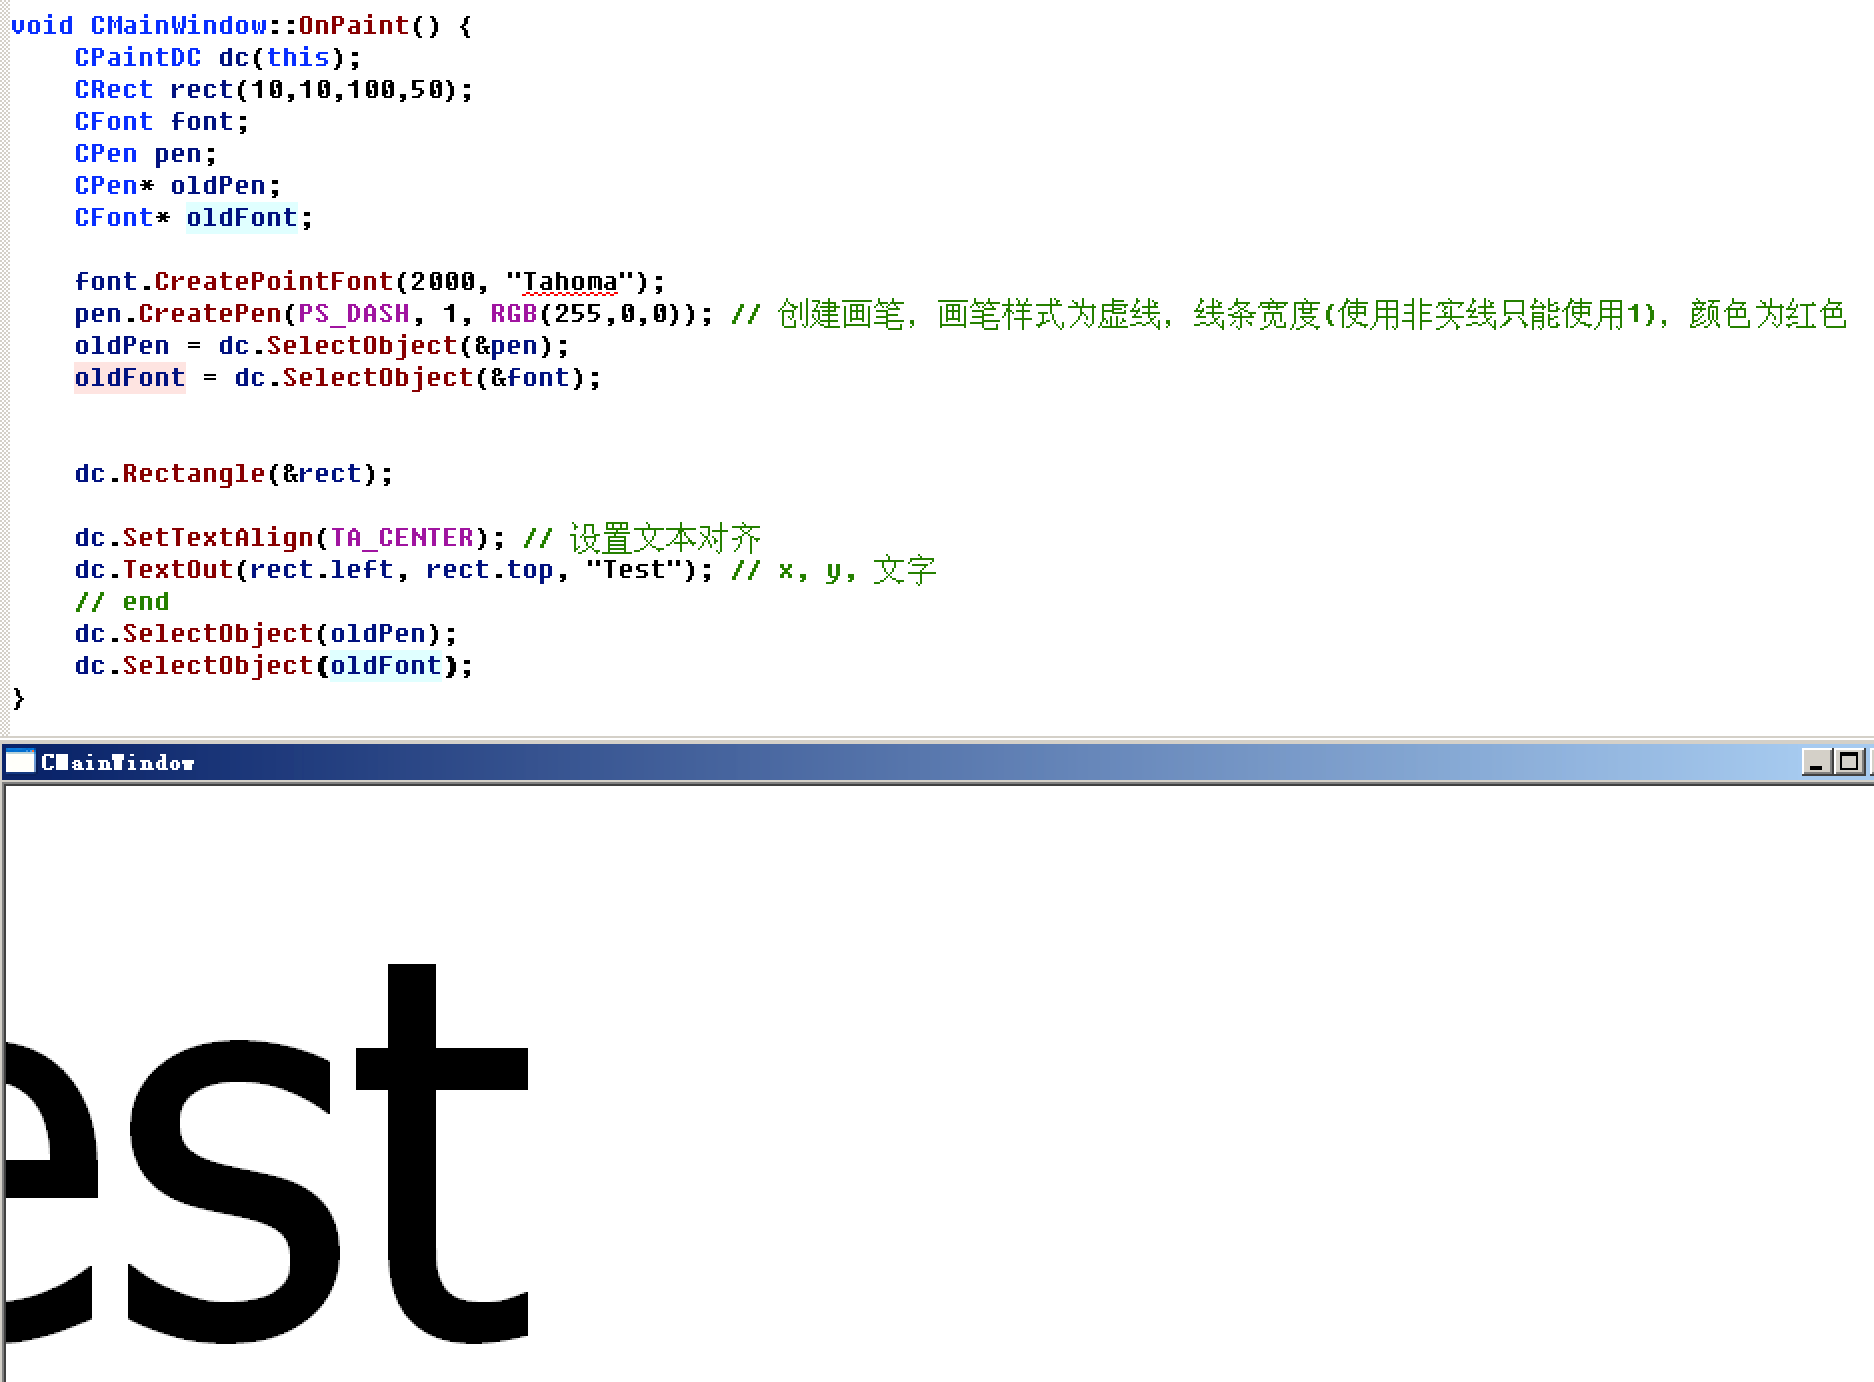 void CMainWindow::OnPaint() {
    CPaintDC dc(this);
    CRect rect(10,10,100,50);
    CFont font;
    CPen pen;
    CPen* oldPen;
    CFont* oldFont;
    font.CreatePointFont(2000, "Tahoma");
    pen.CreatePen(PS_DASH, 1, RGB(255,0,0)); // 创建画笔，画笔样式为虚线，线条宽度(使用非实线只能使用1)，颜色为红色
    oldPen = dc.SelectObject(&pen);
    oldFont = dc.SelectObject(&font);
    dc.Rectangle(&rect);
    dc.SetTextAlign(TA_CENTER); // 设置文本对齐
    dc.TextOut(rect.left, rect.top, "Test"); // x, y, 文字
    // end
    dc.SelectObject(oldPen);
    dc.SelectObject(oldFont);
}
CMainWindow
est